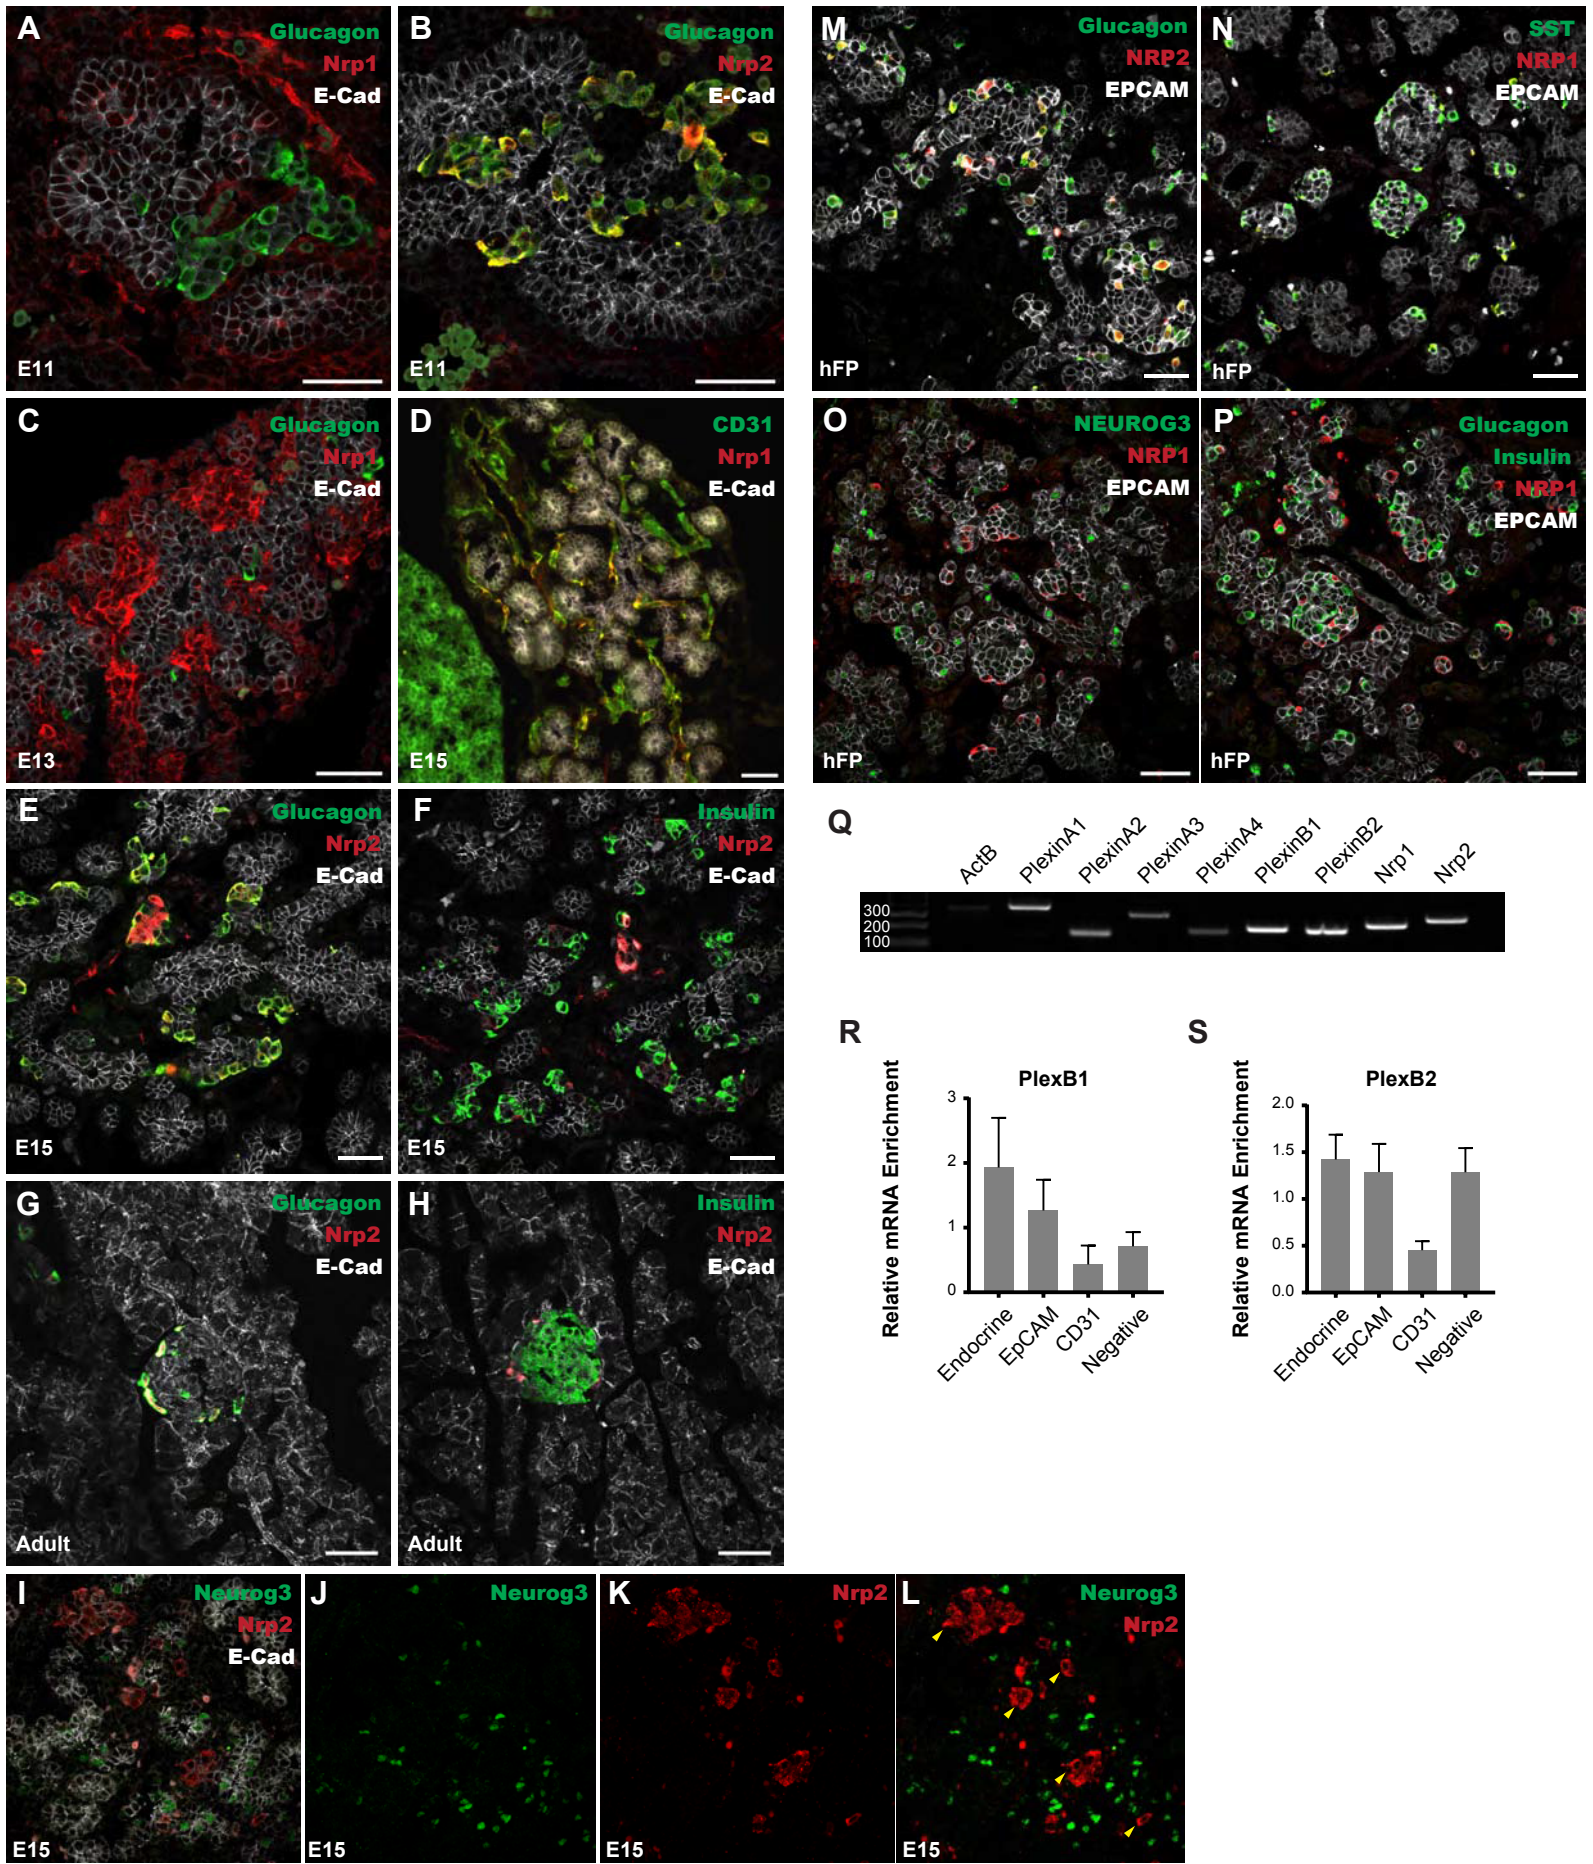 A
Glucagon
Nrp1
E-Cad
E11
B
Glucagon
Nrp2
E-Cad
E11
C
Glucagon
Nrp1
E-Cad
E13
D
CD31
Nrp1
E-Cad
E15
E
Glucagon
Nrp2
E-Cad
E15
F
Insulin
Nrp2
E-Cad
E15
G
Glucagon
Nrp2
E-Cad
Adult
H
Insulin
Nrp2
E-Cad
Adult
I
Neurog3
Nrp2
E-Cad
E15
J
Neurog3
E15
K
Nrp2
E15
L
Neurog3
Nrp2
E15
M
Glucagon
NRP2
EPCAM
hFP
N
SST
NRP1
EPCAM
hFP
O
NEUROG3
NRP1
EPCAM
hFP
P
Glucagon
Insulin
NRP1
EPCAM
hFP
Q
ActB
PlexinA1
PlexinA2
PlexinA3
PlexinA4
PlexinB1
PlexinB2
Nrp1
Nrp2
300
200
100
R
PlexB1
Relative mRNA Enrichment
3
2
1
0
Endocrine
EpCAM
CD31
Negative
S
PlexB2
Relative mRNA Enrichment
2.0
1.5
1.0
0.5
0.0
Endocrine
EpCAM
CD31
Negative